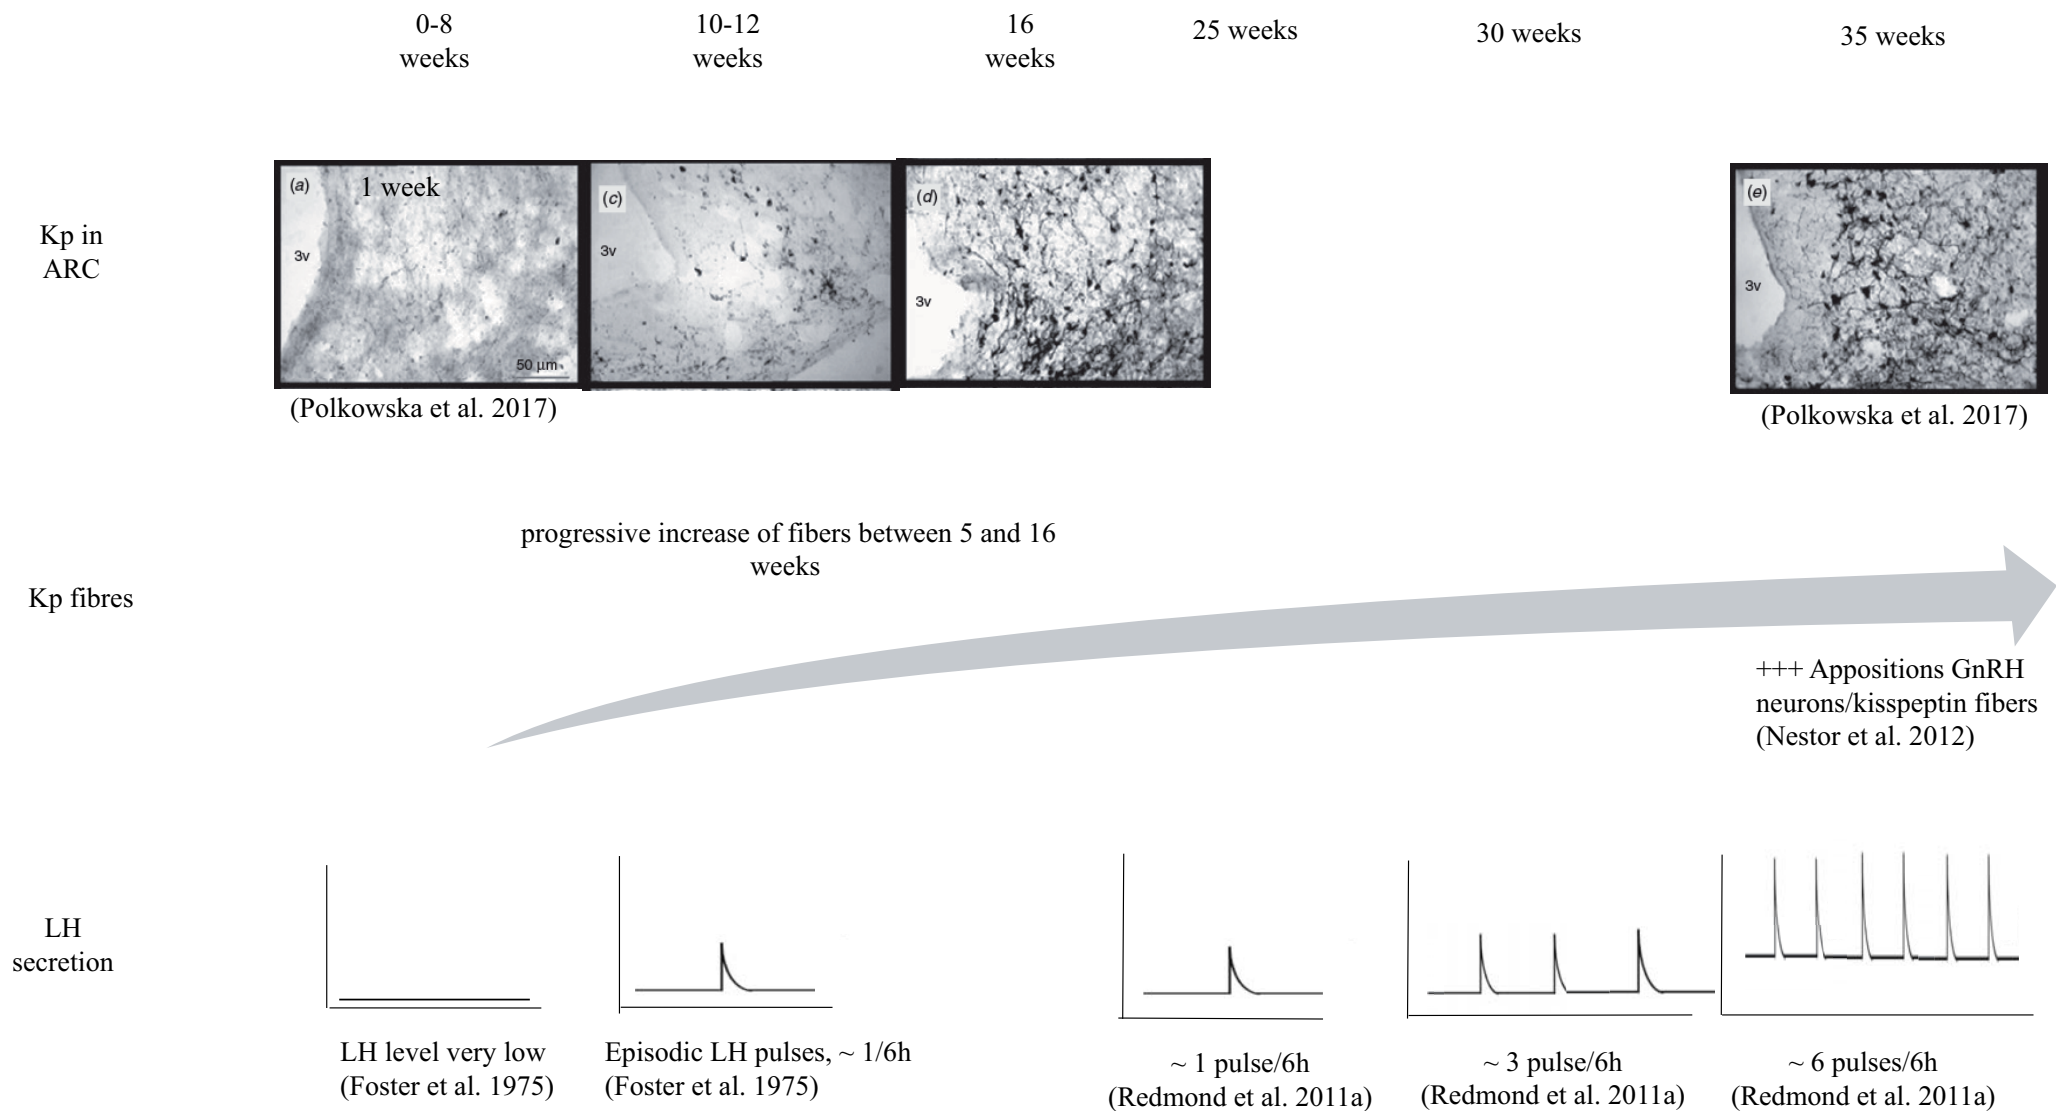 0-8
weeks
10-12
weeks
16
weeks
25 weeks
30 weeks
35 weeks
Kp in
ARC
(a)
1 week
3v
50 µm
(c)
3v
(d)
3v
(e)
3v
(Polkowska et al. 2017)
(Polkowska et al. 2017)
progressive increase of fibers between 5 and 16
weeks
Kp fibres
+++ Appositions GnRH
neurons/kisspeptin fibers
(Nestor et al. 2012)
LH
secretion
LH level very low
(Foster et al. 1975)
Episodic LH pulses, ~ 1/6h
(Foster et al. 1975)
~ 1 pulse/6h
(Redmond et al. 2011a)
~ 3 pulse/6h
(Redmond et al. 2011a)
~ 6 pulses/6h
(Redmond et al. 2011a)